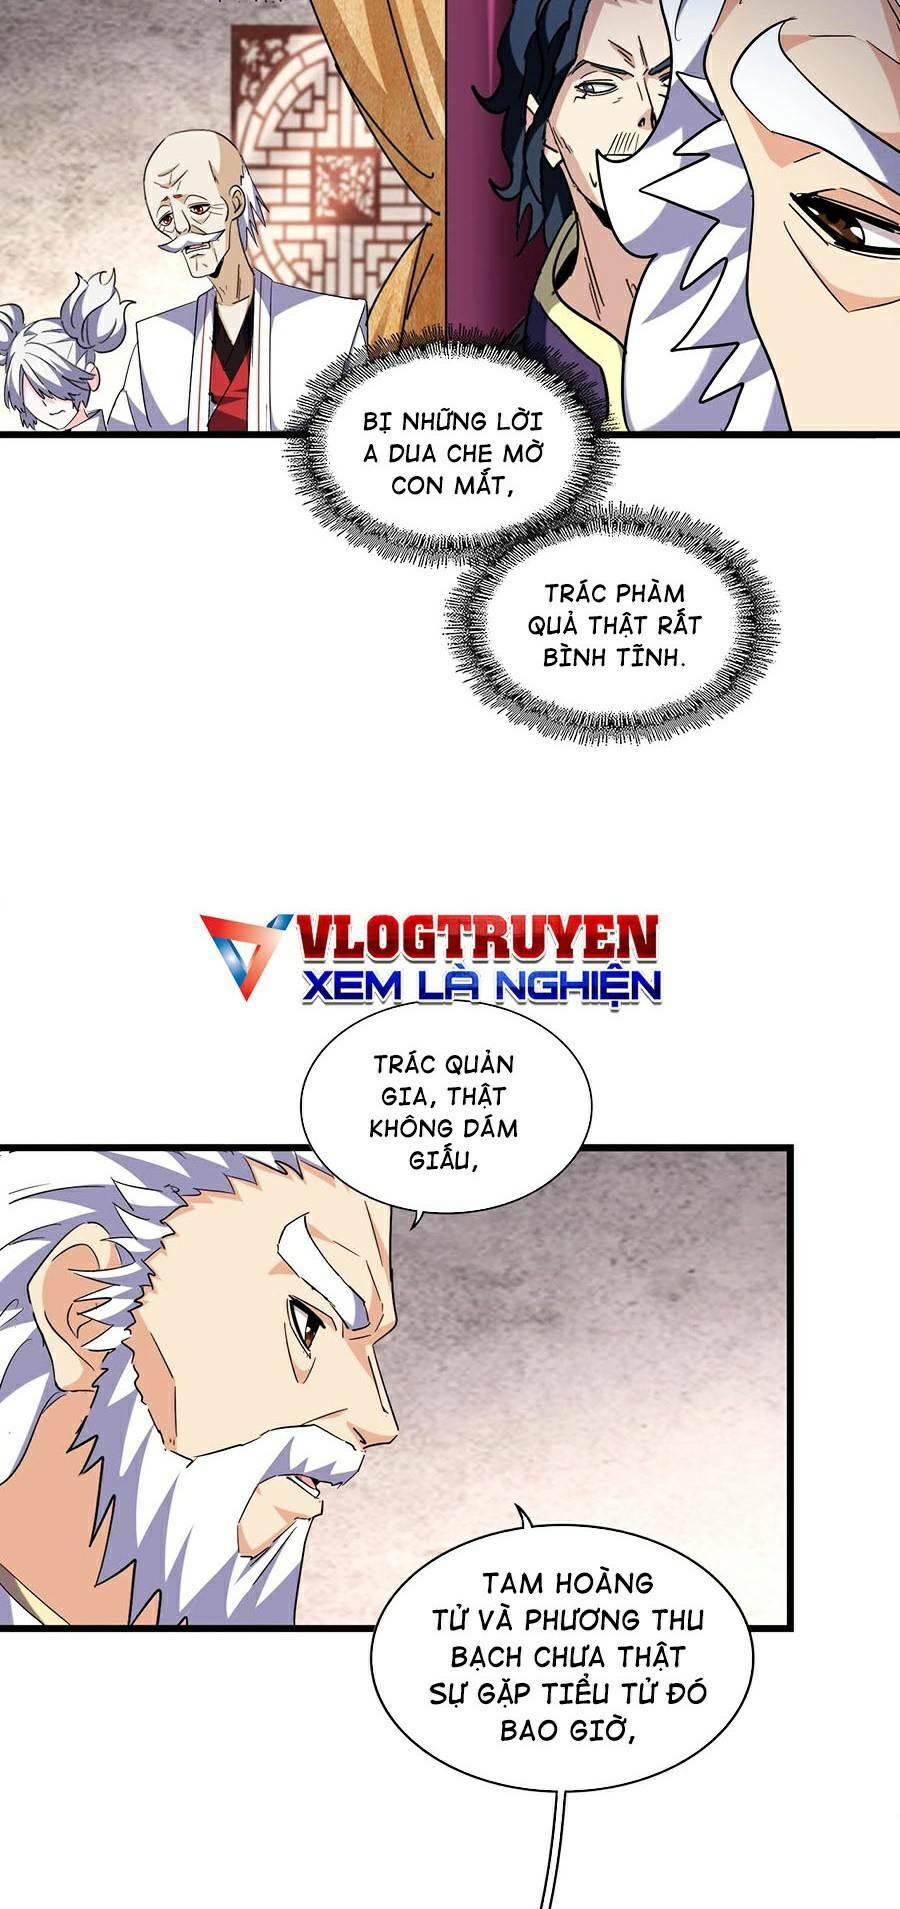 BỊ NHỮNG LỜI
A DUA CHE MỜ
CON MẮT,
TRÁC PHÀM
QUẢ THẬT RẤT
BÌNH TĨNH.
VLOGTRUYEN
XEM LÀ NGHIỆN
TRÁC QUẢN
GIA, THẬT
KHÔNG DÁM
GIẤU,
TAM HOÀNG
TỬ VÀ PHƯƠNG THU
BẠCH CHƯA THẬT
SỰ GẶP TIỂU TỬ ĐÓ
BAO GIỜ,